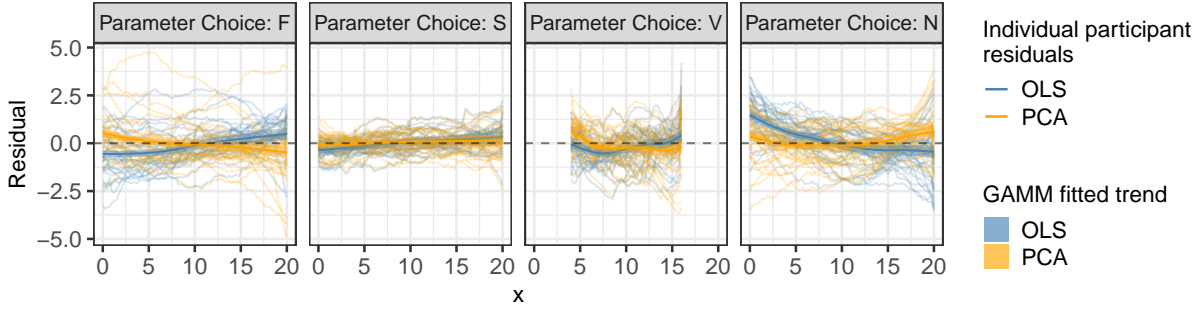 Parameter Choice: F
Parameter Choice: S
Parameter Choice: V
Parameter Choice: N
Residual
5.0
2.5
0.0
−2.5
−5.0
0 5 10 15 20
0 5 10 15 20
0 5 10 15 20
0 5 10 15 20
x
Individual participant
residuals
OLS
PCA
GAMM fitted trend
OLS
PCA